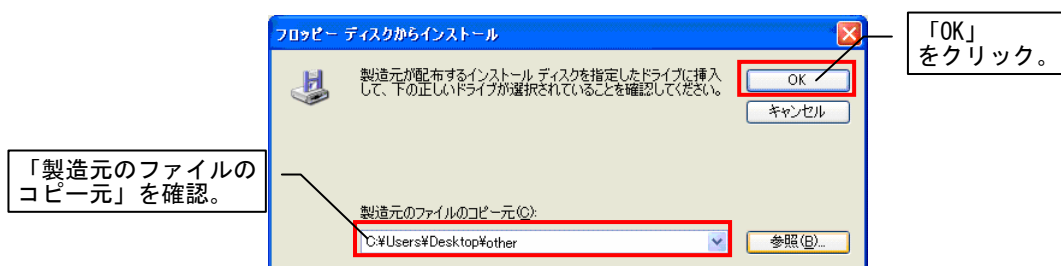 フロッピー ディスクからインストール
「OK」
をクリック。
製造元が配布するインストール ディスクを指定したドライブに挿入
して、下の正しいドライブが選択されていることを確認してください。
OK
キャンセル
「製造元のファイルの
コピー元」を確認。
製造元のファイルのコピー元(C):
C:¥Users¥Desktop¥other
参照(B)...